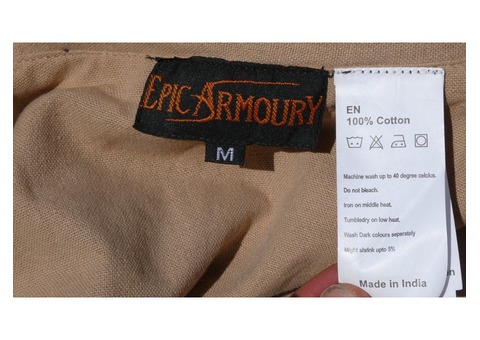 EPIC ARMOURY
M
EN
100% Cotton
Machine wash up to 40 degree celcius.
Do not bleach.
Iron on middle heat.
Tumbledry on low heat.
Wash Dark colours seperately
Might shrink upto 5%
Made in India